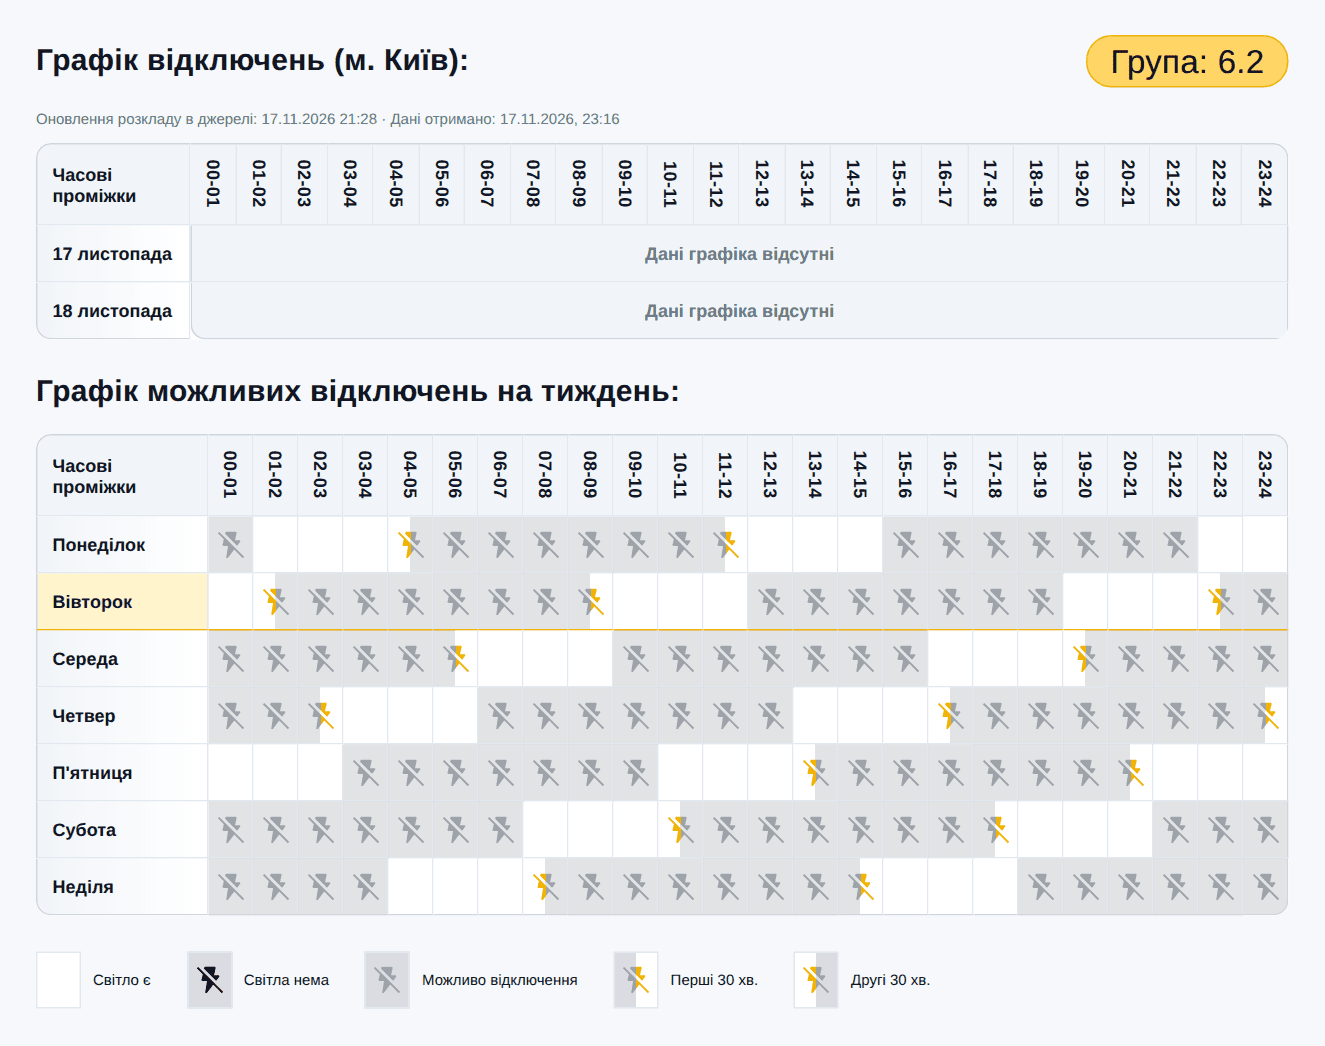 Графік відключень (м. Київ):
Група: 6.2
Оновлення розкладу в джерелі: 17.11.2026 21:28 · Дані отримано: 17.11.2026, 23:16
Часові проміжки 00-01 01-02 02-03 03-04 04-05 05-06 06-07 07-08 08-09 09-10 10-11 11-12 12-13 13-14 14-15 15-16 16-17 17-18 18-19 19-20 20-21 21-22 22-23 23-24
17 листопада Дані графіка відсутні
18 листопада Дані графіка відсутні
Графік можливих відключень на тиждень:
Часові проміжки 00-01 01-02 02-03 03-04 04-05 05-06 06-07 07-08 08-09 09-10 10-11 11-12 12-13 13-14 14-15 15-16 16-17 17-18 18-19 19-20 20-21 21-22 22-23 23-24
Понеділок
Вівторок
Середа
Четвер
П'ятниця
Субота
Неділя
Світло є Світла нема Можливо відключення Перші 30 хв. Другі 30 хв.